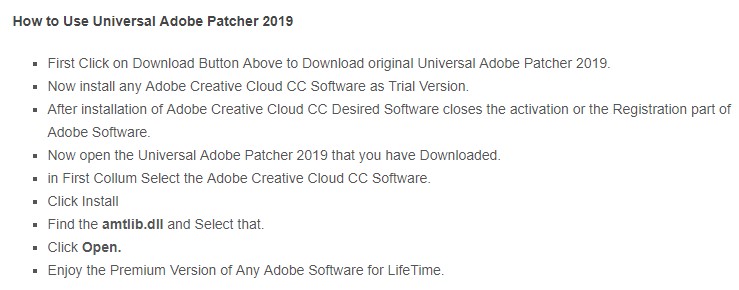 How to Use Universal Adobe Patcher 2019
First Click on Download Button Above to Download original Universal Adobe Patcher 2019.
Now install any Adobe Creative Cloud CC Software as Trial Version.
After installation of Adobe Creative Cloud CC Desired Software closes the activation or the Registration part of
Adobe Software.
Now open the Universal Adobe Patcher 2019 that you have Downloaded.
in First Collum Select the Adobe Creative Cloud CC Software.
Click Install
Find the amtlib.dll and Select that.
Click Open.
Enjoy the Premium Version of Any Adobe Software for LifeTime.